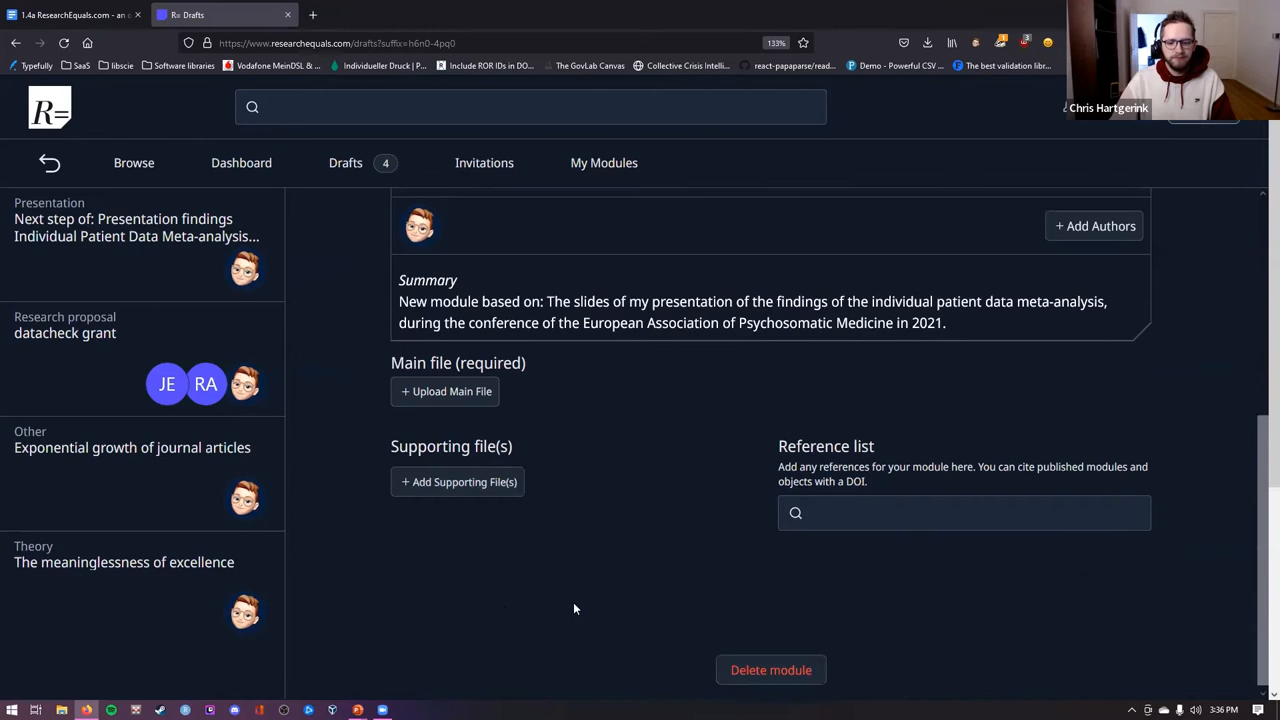 1.4a ResearchEquals.com - an o
R= Drafts
https://www.researchequals.com/drafts?suffix=h6n0-4pq0
133%
1
3
Typefully
SaaS
libscie
Software libraries
Vodafone MeinDSL &...
Individueller Druck | P...
Include ROR IDs in DO...
The GovLab Canvas
Collective Crisis Intelli...
react-papaparse/read...
Demo - Powerful CSV ...
The best validation libr...
Chris Hartgerink
R=
Browse
Dashboard
Drafts 4
Invitations
My Modules
Presentation
Next step of: Presentation findings
Individual Patient Data Meta-analysis...
Research proposal
datacheck grant
JE RA
Other
Exponential growth of journal articles
Theory
The meaninglessness of excellence
+ Add Authors
Summary
New module based on: The slides of my presentation of the findings of the individual patient data meta-analysis,
during the conference of the European Association of Psychosomatic Medicine in 2021.
Main file (required)
+ Upload Main File
Supporting file(s)
+ Add Supporting File(s)
Reference list
Add any references for your module here. You can cite published modules and
objects with a DOI.
Delete module
3:36 PM